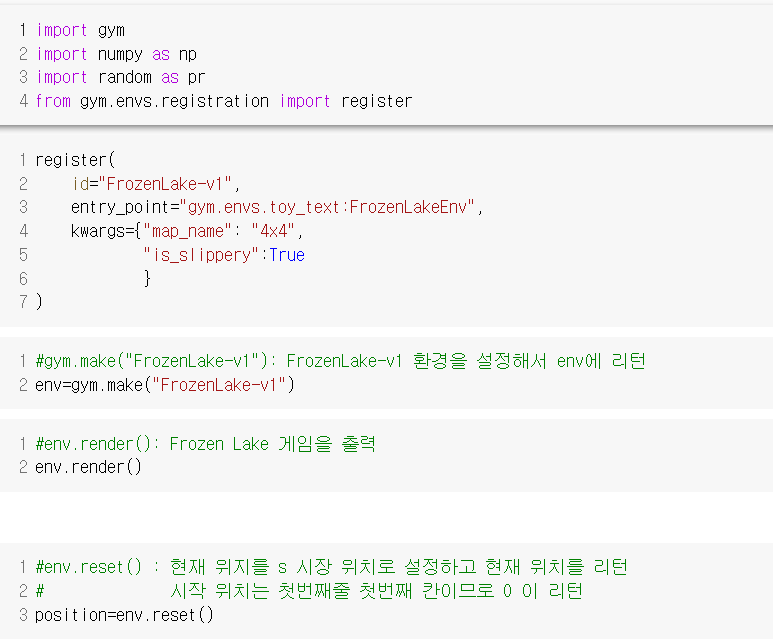 1 import gym
2 import numpy as np
3 import random as pr
4 from gym.envs.registration import register
1 register(
2     id="FrozenLake-v1",
3     entry_point="gym.envs.toy_text:FrozenLakeEnv",
4     kwargs={"map_name": "4x4",
5             "is_slippery":True
6             }
7 )
1 #gym.make("FrozenLake-v1"): FrozenLake-v1 환경을 설정해서 env에 리턴
2 env=gym.make("FrozenLake-v1")
1 #env.render(): Frozen Lake 게임을 출력
2 env.render()
1 #env.reset() : 현재 위지를 s 시장 위치로 설정하고 현재 위치를 리턴
2 #              시작 위치는 첫번째줄 첫번째 칸이므로 0 이 리턴
3 position=env.reset()